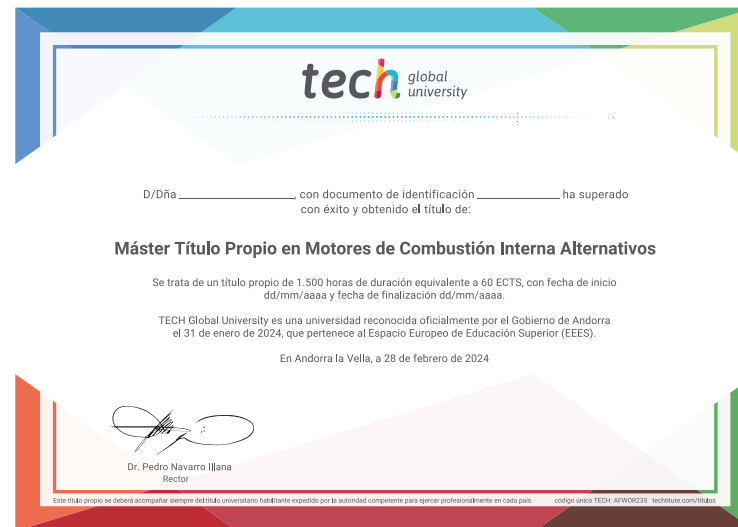 tech global university
D/Dña ______________, con documento de identificación ______________ ha superado
con éxito y obtenido el título de:
Máster Título Propio en Motores de Combustión Interna Alternativos
Se trata de un título propio de 1.500 horas de duración equivalente a 60 ECTS, con fecha de inicio
dd/mm/aaaa y fecha de finalización dd/mm/aaaa.
TECH Global University es una universidad reconocida oficialmente por el Gobierno de Andorra
el 31 de enero de 2024, que pertenece al Espacio Europeo de Educación Superior (EEES).
En Andorra la Vella, a 28 de febrero de 2024
Dr. Pedro Navarro Illana
Rector
Este título propio se deberá acompañar siempre del título universitario habilitante expedido por la autoridad competente para ejercer profesionalmente en cada país. código único TECH: AFWOR23S techtitute.com/titulos